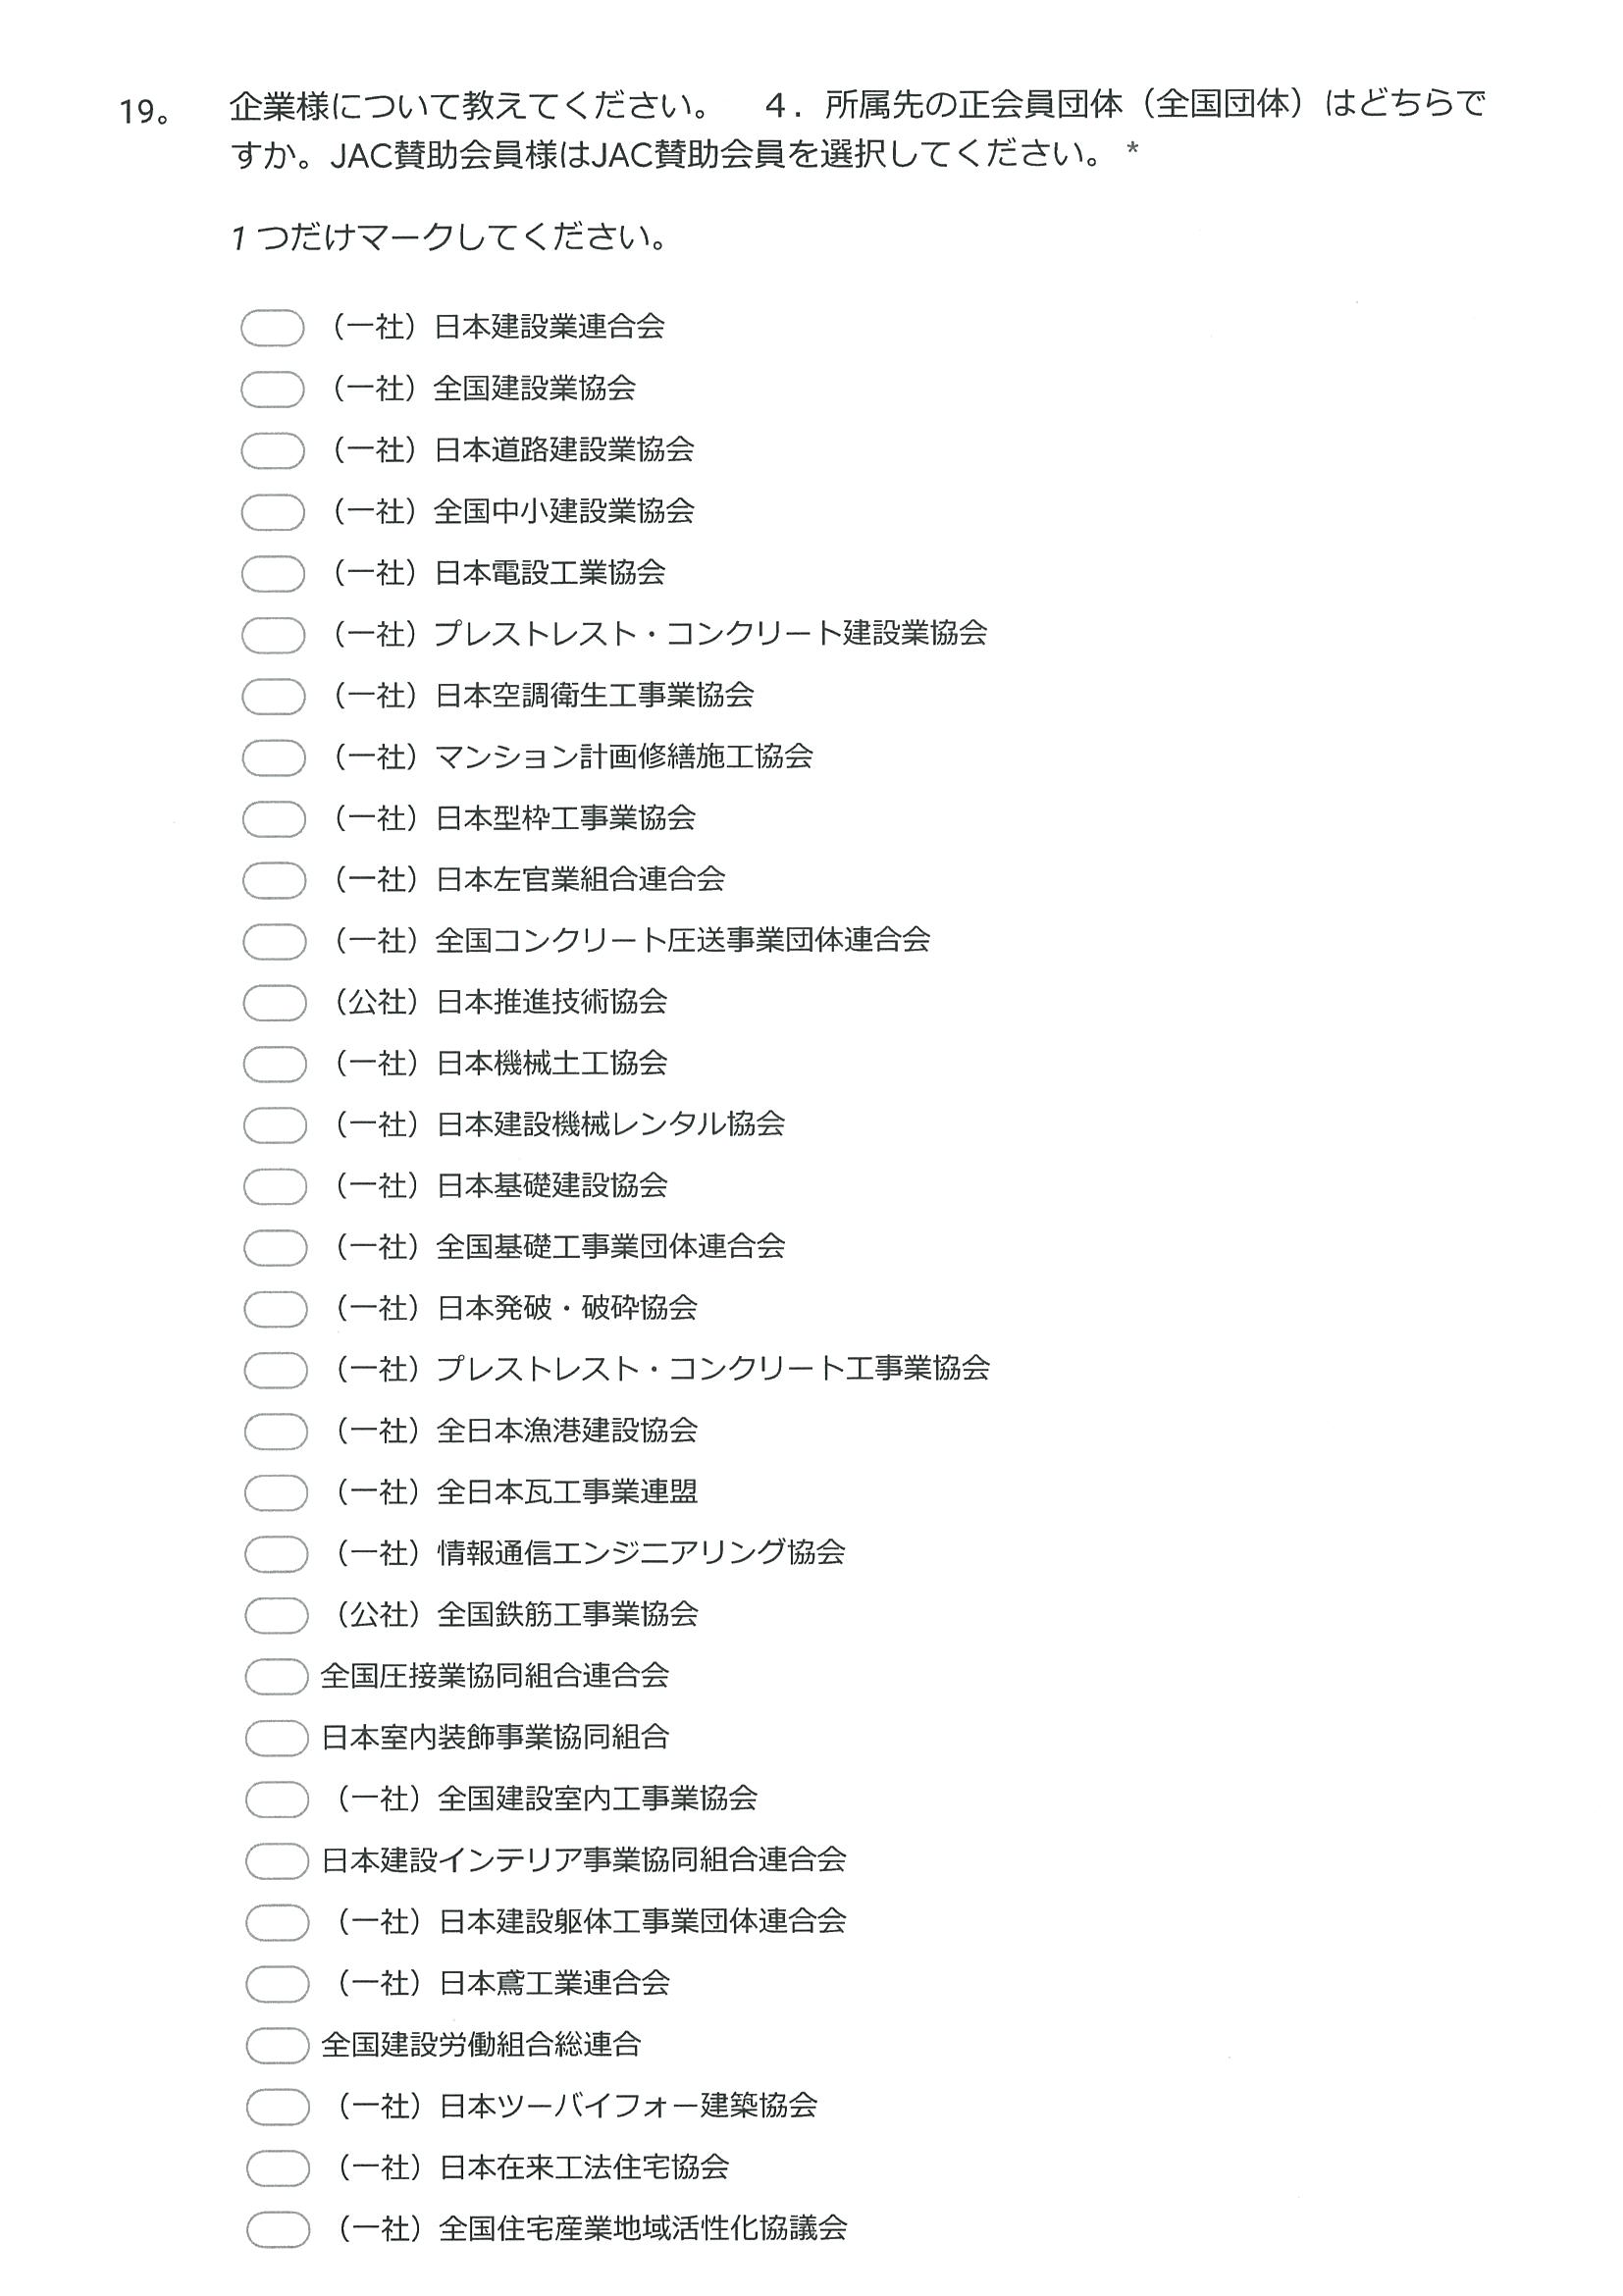 19。 企業様について教えてください。　4．所属先の正会員団体（全国団体）はどちらで
すか。JAC賛助会員様はJAC賛助会員を選択してください。 *
1 つだけマークしてください。
（一社）日本建設業連合会
（一社）全国建設業協会
（一社）日本道路建設業協会
（一社）全国中小建設業協会
（一社）日本電設工業協会
（一社）プレストレスト・コンクリート建設業協会
（一社）日本空調衛生工事業協会
（一社）マンション計画修繕施工協会
（一社）日本型枠工事業協会
（一社）日本左官業組合連合会
（一社）全国コンクリート圧送事業団体連合会
（公社）日本推進技術協会
（一社）日本機械土工協会
（一社）日本建設機械レンタル協会
（一社）日本基礎建設協会
（一社）全国基礎工事業団体連合会
（一社）日本発破・破砕協会
（一社）プレストレスト・コンクリート工事業協会
（一社）全日本漁港建設協会
（一社）全日本瓦工事業連盟
（一社）情報通信エンジニアリング協会
（公社）全国鉄筋工事業協会
全国圧接業協同組合連合会
日本室内装飾事業協同組合
（一社）全国建設室内工事業協会
日本建設インテリア事業協同組合連合会
（一社）日本建設躯体工事業団体連合会
（一社）日本鳶工業連合会
全国建設労働組合総連合
（一社）日本ツーバイフォー建築協会
（一社）日本在来工法住宅協会
（一社）全国住宅産業地域活性化協議会